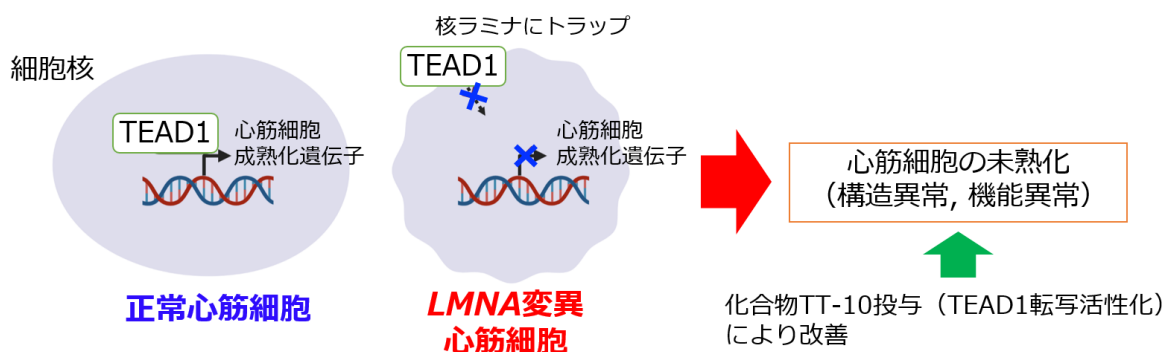 細胞核
TEAD1
心筋細胞
成熟化遺伝子
正常心筋細胞
核ラミナにトラップ
TEAD1
心筋細胞
成熟化遺伝子
LMNA変異
心筋細胞
心筋細胞の未熟化
（構造異常, 機能異常）
化合物TT-10投与（TEAD1転写活性化）
により改善